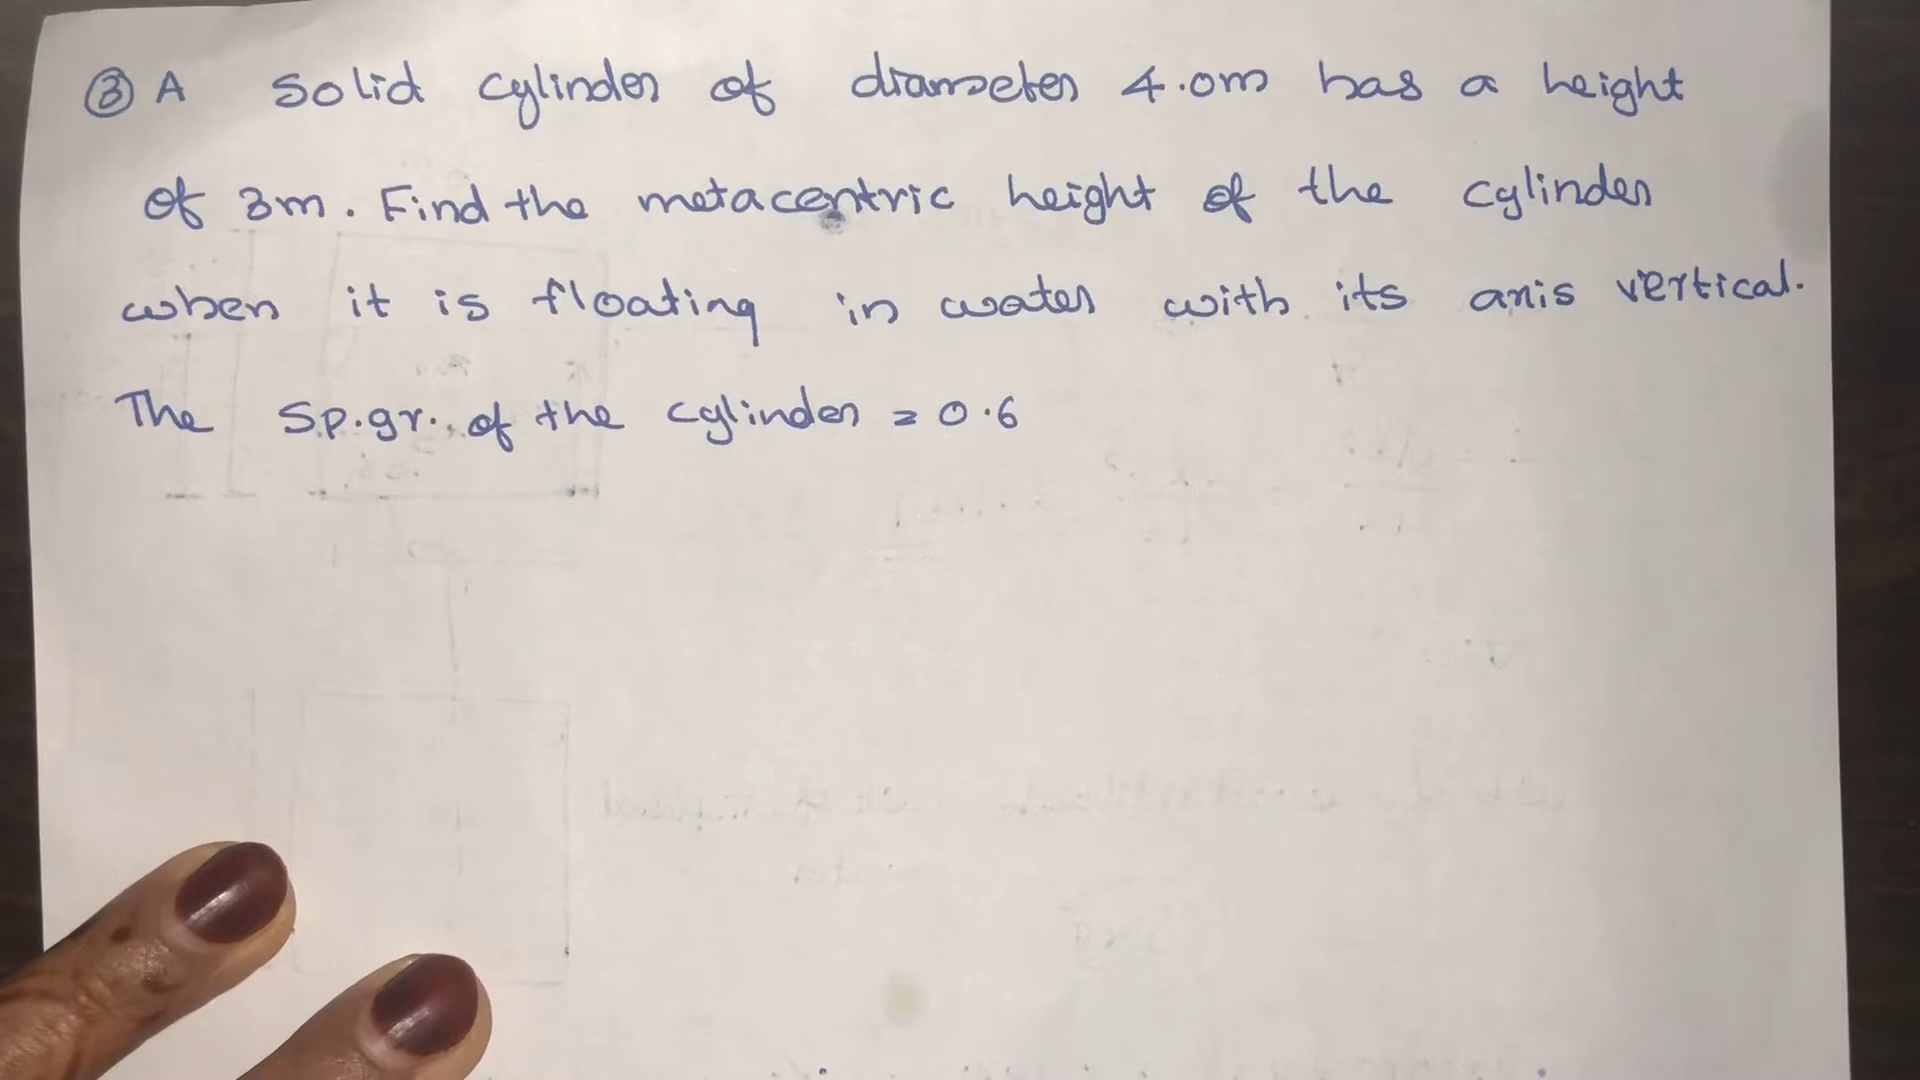 ③ A solid cylinder of diameter 4.0m has a height
of 3m. Find the metacentric height of the cylinder
when it is floating in water with its axis vertical.
The Sp.gr. of the cylinder = 0.6